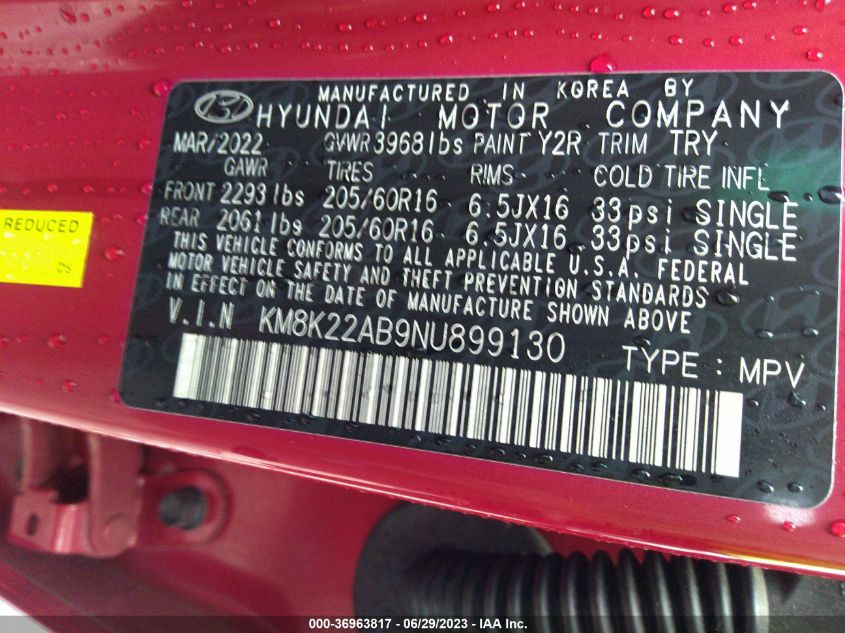 MANUFACTURED IN KOREA BY
HYUNDAI MOTOR COMPANY
MAR/2022 GVWR 3968 lbs PAINT Y2R TRIM TRY
GAWR TIRES RIMS COLD TIRE INFL
FRONT 2293 lbs 205/60R16 6.5JX16 33psi SINGLE
REAR 2061 lbs 205/60R16 6.5JX16 33psi SINGLE
THIS VEHICLE CONFORMS TO ALL APPLICABLE U.S.A. FEDERAL
MOTOR VEHICLE SAFETY AND THEFT PREVENTION STANDARDS
IN EFFECT ON THE DATE OF MANUFACTURE SHOWN ABOVE
V.I.N KM8K22AB9NU899130 TYPE : MPV
REDUCED
000-36963817 - 06/29/2023 - IAA Inc.